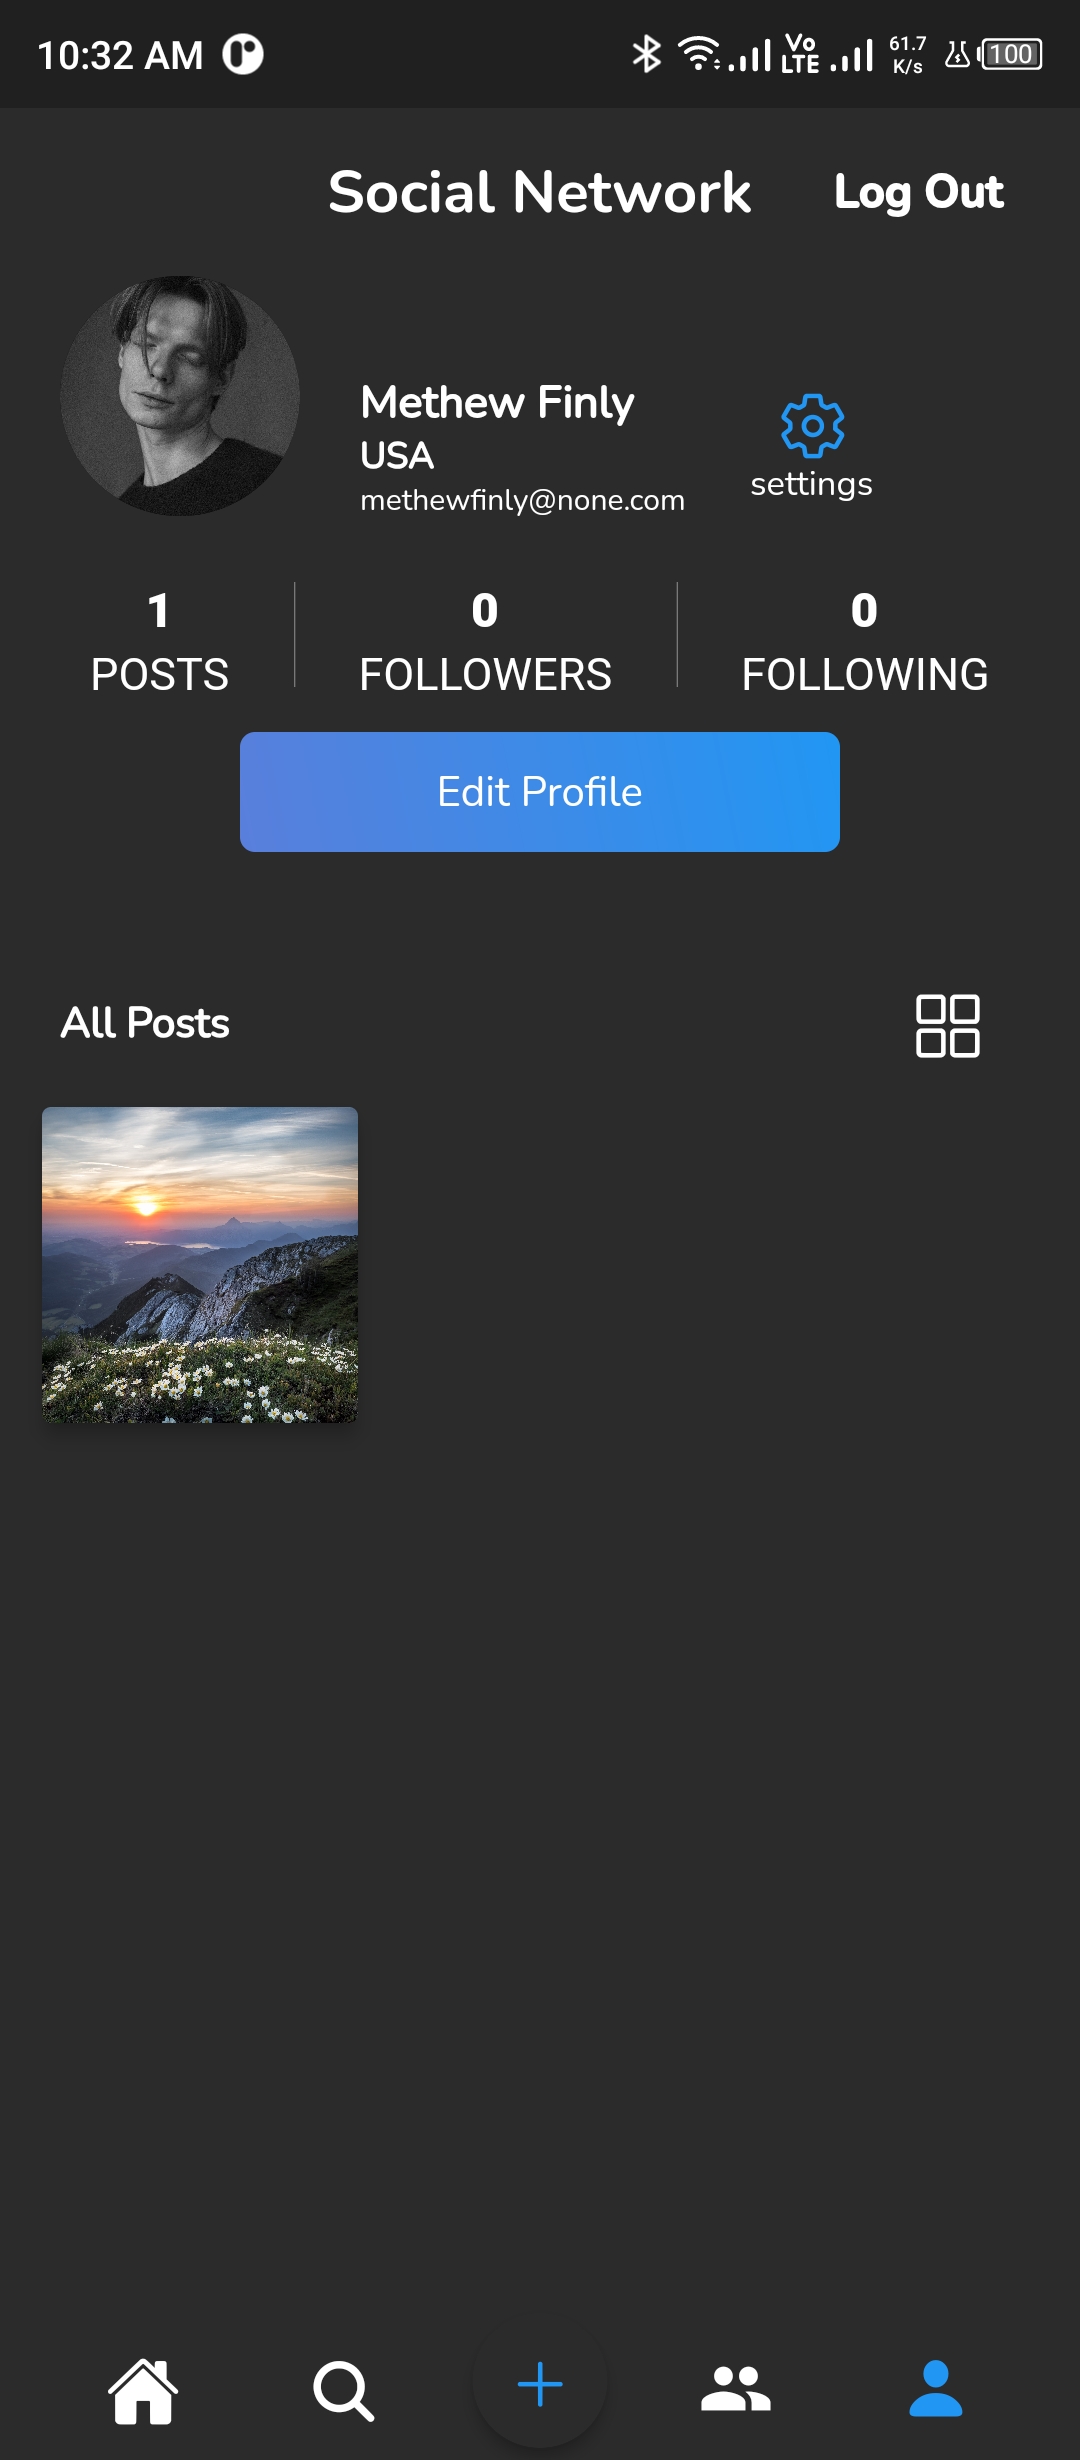 10:32 AM
Vo LTE
61.7 K/s
100
Social Network
Log Out
Methew Finly
USA
methewfinly@none.com
settings
1
POSTS
0
FOLLOWERS
0
FOLLOWING
Edit Profile
All Posts